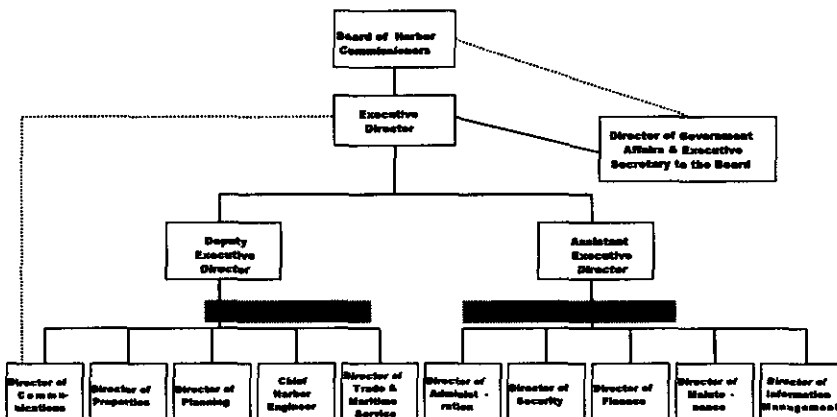 Board of Harbor
Commissioners
Executive
Director
Director of Government
Affairs & Executive
Secretary to the Board
Deputy
Executive
Director
Assistant
Executive
Director
Director of
Commu-
nications
Director of
Properties
Director of
Planning
Chief
Harbor
Engineer
Director of
Trade &
Maritime
Service
Director of
Administ -
ration
Director of
Security
Director of
Finance
Director of
Mainte -
nance
Director of
Information
Management